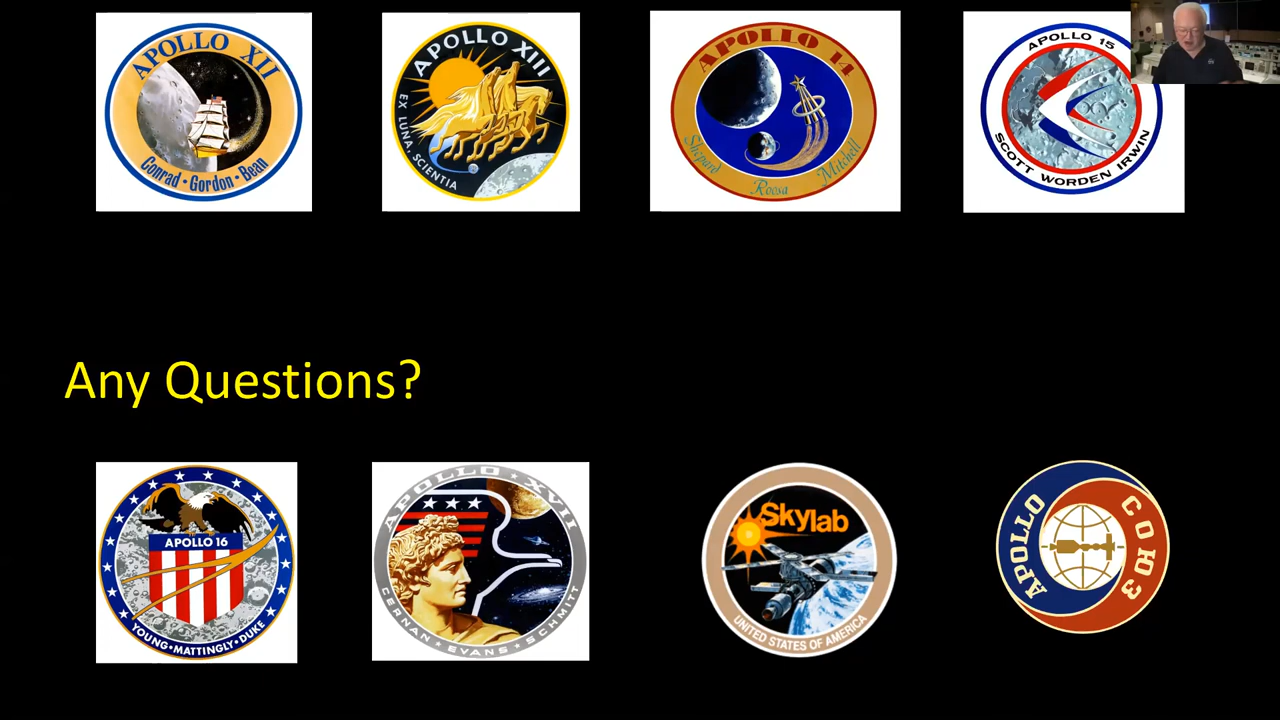 APOLLO XII
Conrad • Gordon • Bean
APOLLO XIII
EX LUNA, SCIENTIA
APOLLO 14
Shepard Roosa Mitchell
APOLLO 15
SCOTT WORDEN IRWIN
Any Questions?
APOLLO 16
YOUNG • MATTINGLY • DUKE
APOLLO XVII
CERNAN ★ EVANS ★ SCHMITT
Skylab
UNITED STATES OF AMERICA
APOLLO
СОЮЗ